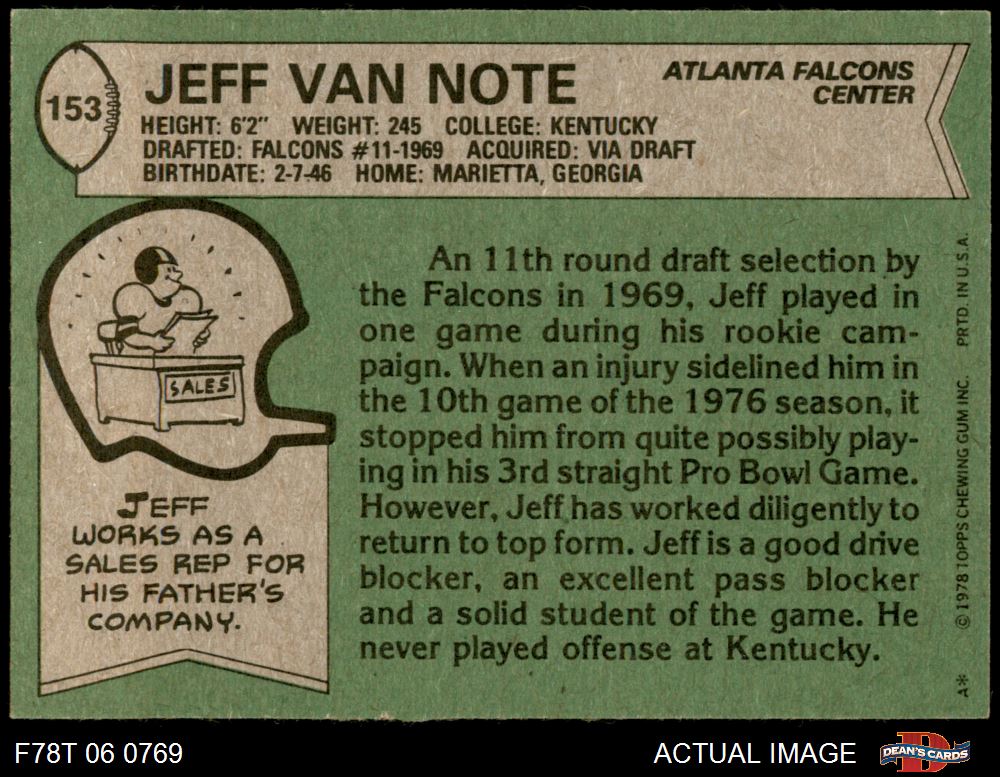 153
JEFF VAN NOTE
ATLANTA FALCONS
CENTER
HEIGHT: 6'2" WEIGHT: 245 COLLEGE: KENTUCKY
DRAFTED: FALCONS #11-1969 ACQUIRED: VIA DRAFT
BIRTHDATE: 2-7-46 HOME: MARIETTA, GEORGIA
SALES
JEFF
WORKS AS A
SALES REP FOR
HIS FATHER'S
COMPANY.
An 11th round draft selection by
the Falcons in 1969, Jeff played in
one game during his rookie cam-
paign. When an injury sidelined him in
the 10th game of the 1976 season, it
stopped him from quite possibly play-
ing in his 3rd straight Pro Bowl Game.
However, Jeff has worked diligently to
return to top form. Jeff is a good drive
blocker, an excellent pass blocker
and a solid student of the game. He
never played offense at Kentucky.
A* © 1978 TOPPS CHEWING GUM INC. PRTD. IN U.S.A.
F78T 06 0769
ACTUAL IMAGE
D
DEAN'S CARDS